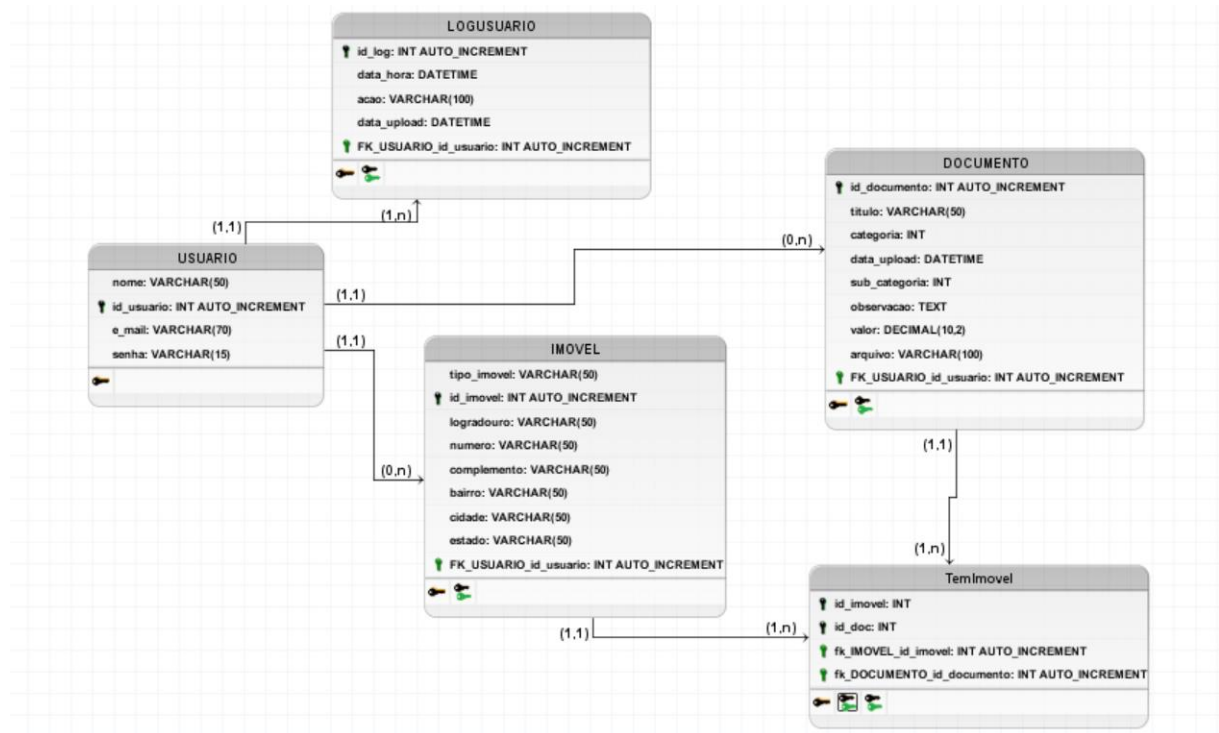 LOGUSUARIO
id_log: INT AUTO_INCREMENT
data_hora: DATETIME
acao: VARCHAR(100)
data_upload: DATETIME
FK_USUARIO_id_usuario: INT AUTO_INCREMENT
(1,1)
(1,n)
USUARIO
nome: VARCHAR(50)
id_usuario: INT AUTO_INCREMENT
e_mail: VARCHAR(70)
senha: VARCHAR(15)
(1,1)
(0,n)
(1,1)
(0,n)
DOCUMENTO
id_documento: INT AUTO_INCREMENT
titulo: VARCHAR(50)
categoria: INT
data_upload: DATETIME
sub_categoria: INT
observacao: TEXT
valor: DECIMAL(10,2)
arquivo: VARCHAR(100)
FK_USUARIO_id_usuario: INT AUTO_INCREMENT
IMOVEL
tipo_imovel: VARCHAR(50)
id_imovel: INT AUTO_INCREMENT
logradouro: VARCHAR(50)
numero: VARCHAR(50)
complemento: VARCHAR(50)
bairro: VARCHAR(50)
cidade: VARCHAR(50)
estado: VARCHAR(50)
FK_USUARIO_id_usuario: INT AUTO_INCREMENT
(1,1)
(1,n)
(1,1)
(1,n)
TemImovel
id_imovel: INT
id_doc: INT
fk_IMOVEL_id_imovel: INT AUTO_INCREMENT
fk_DOCUMENTO_id_documento: INT AUTO_INCREMENT